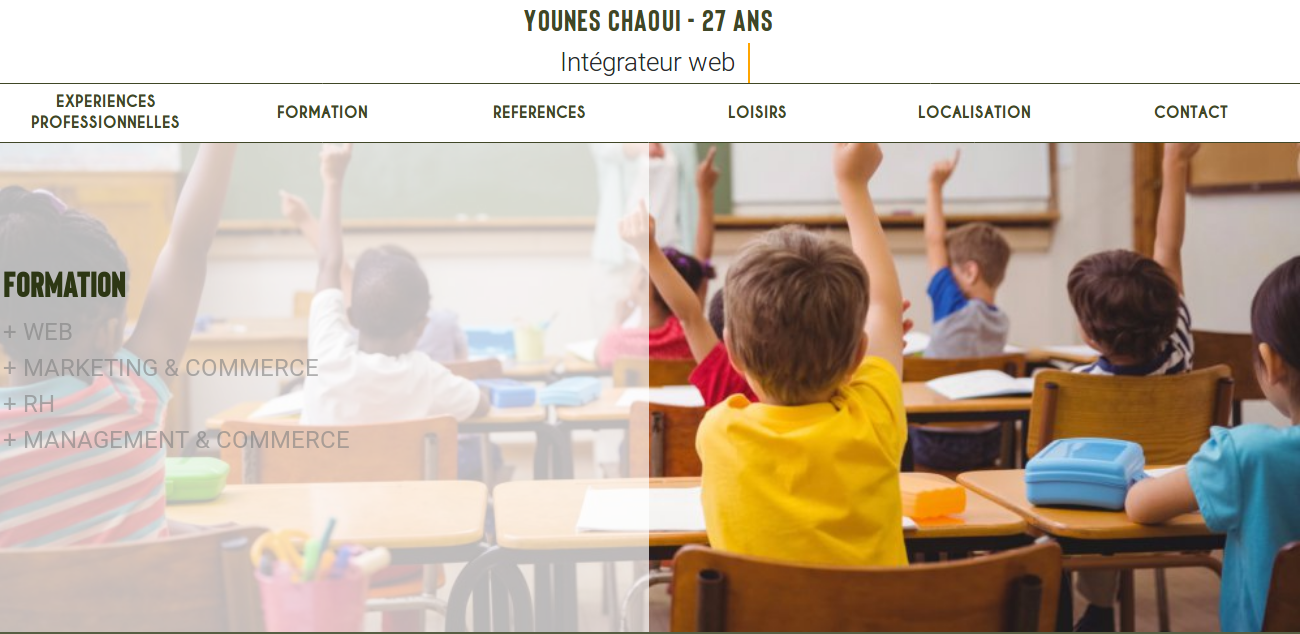 YOUNES CHAOUI - 27 ANS
Intégrateur web
EXPERIENCES
PROFESSIONNELLES
FORMATION
REFERENCES
LOISIRS
LOCALISATION
CONTACT
FORMATION
+ WEB
+ MARKETING & COMMERCE
+ RH
+ MANAGEMENT & COMMERCE